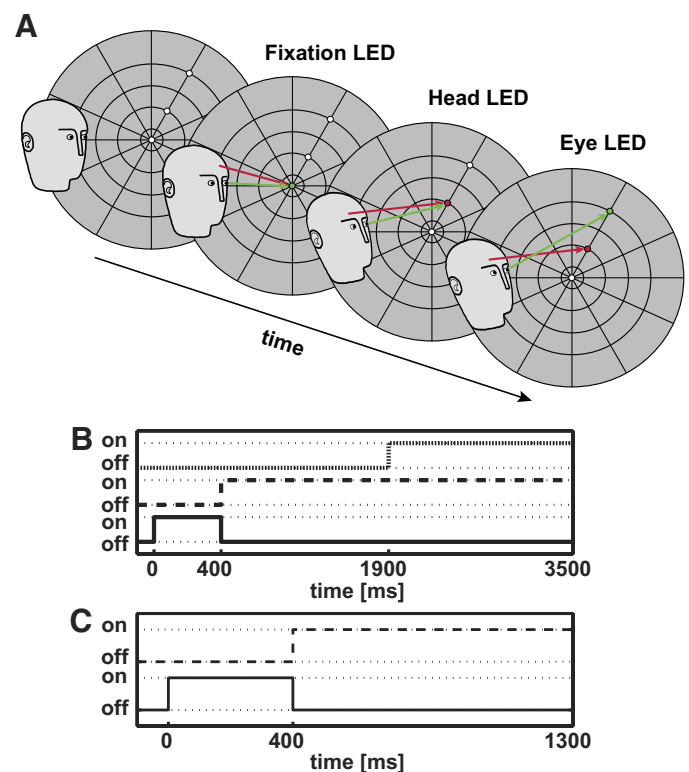 A
Fixation LED
Head LED
Eye LED
time
B
on
off
on
off
on
off
0 400 1900 3500
time [ms]
C
on
off
on
off
0 400 1300
time [ms]